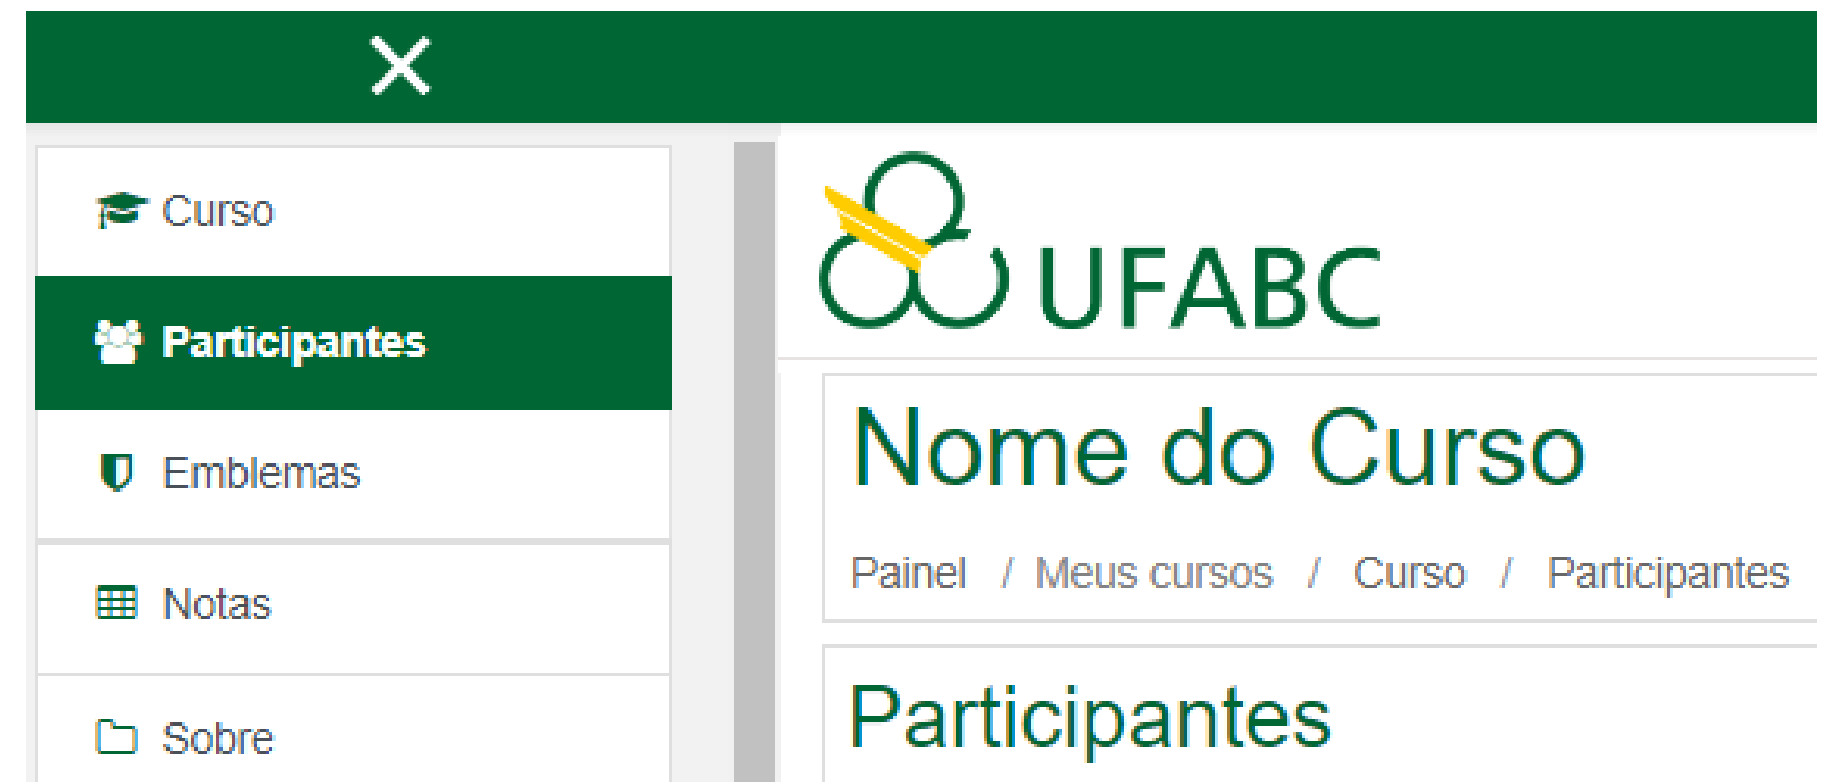 Curso
Participantes
Emblemas
Notas
Sobre
UFABC
Nome do Curso
Painel / Meus cursos / Curso / Participantes
Participantes